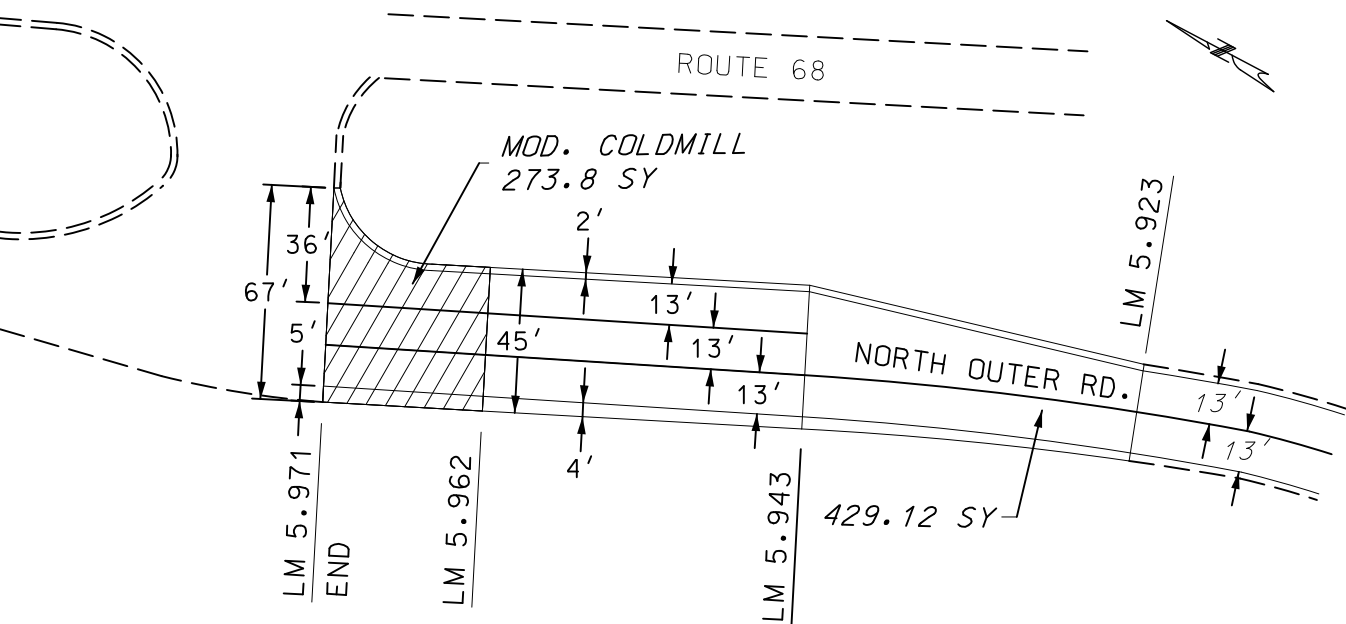 ROUTE 68
MOD. COLDMILL
273.8 SY
2'
36'
67'
5'
45'
13'
13'
13'
4'
NORTH OUTER RD.
LM 5.923
13'
13'
429.12 SY
LM 5.971
END
LM 5.962
LM 5.943
N